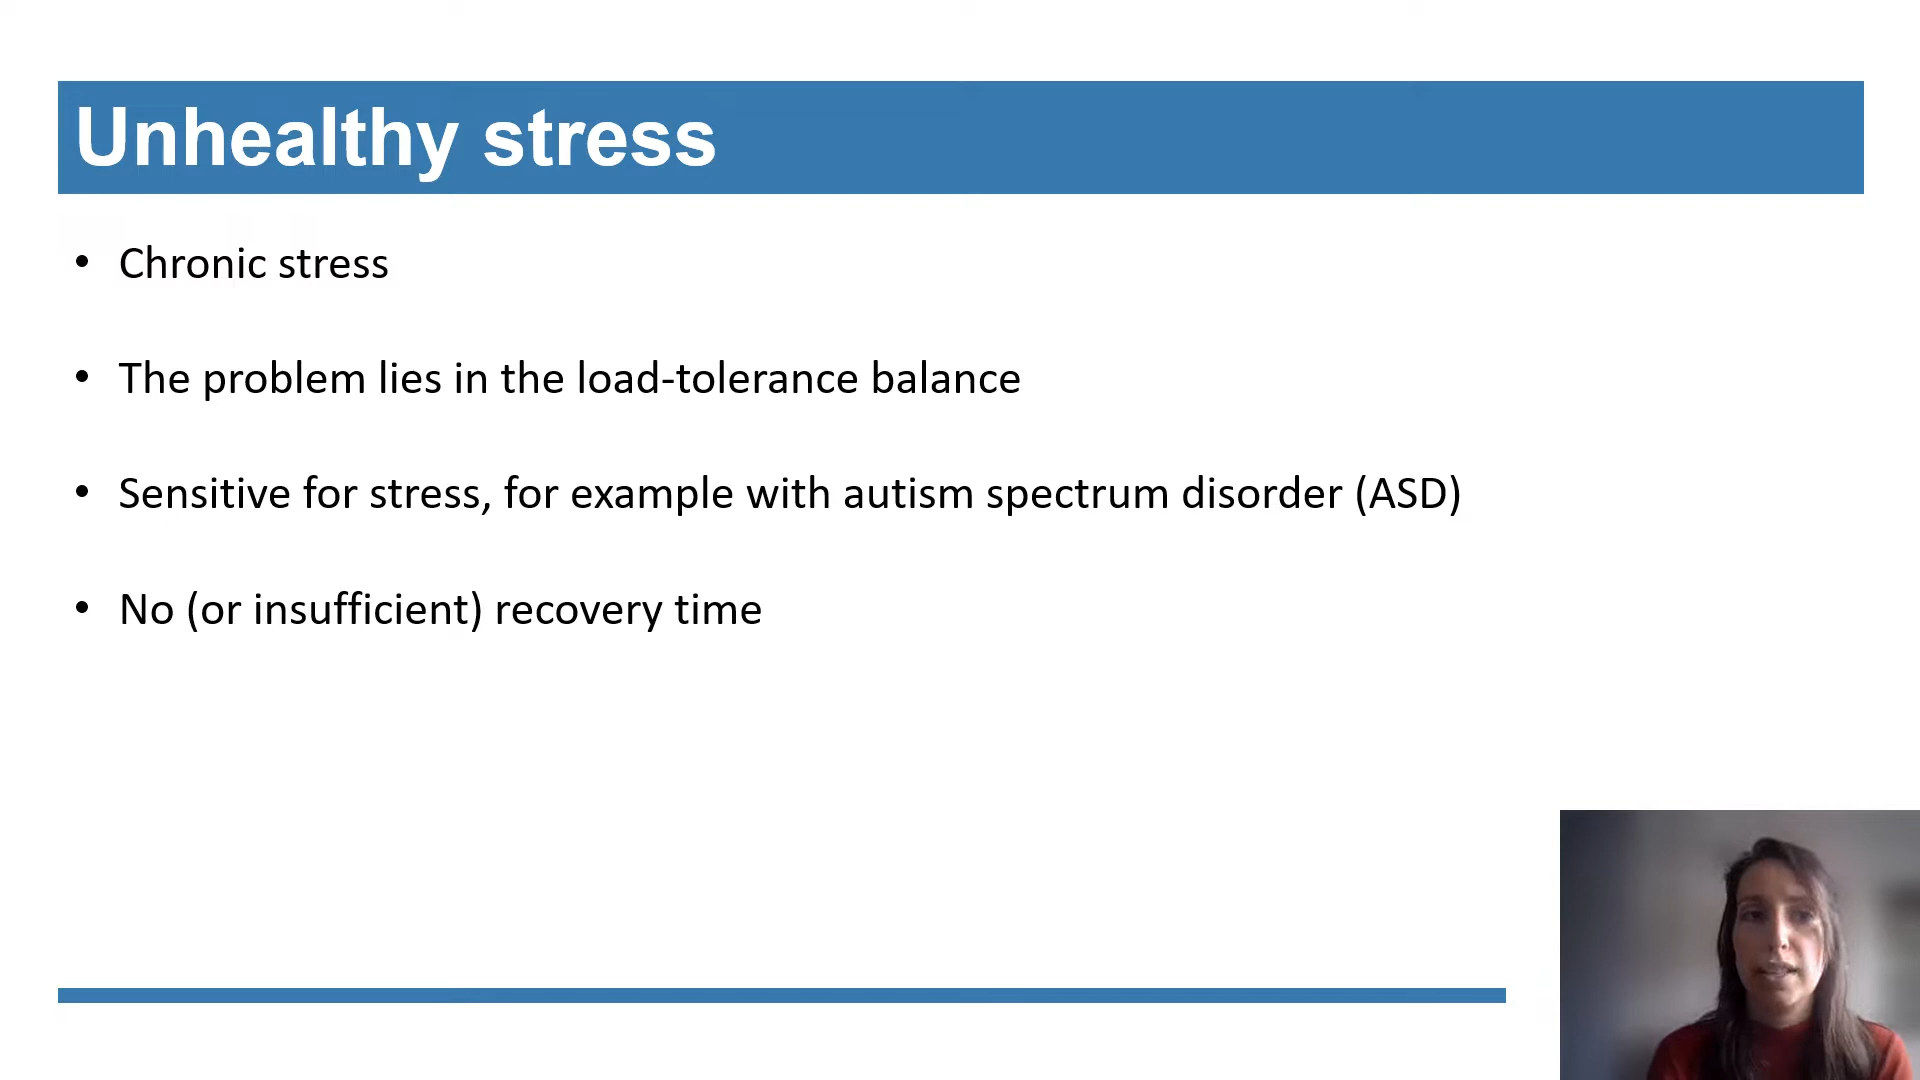 Unhealthy stress
• Chronic stress
• The problem lies in the load-tolerance balance
• Sensitive for stress, for example with autism spectrum disorder (ASD)
• No (or insufficient) recovery time